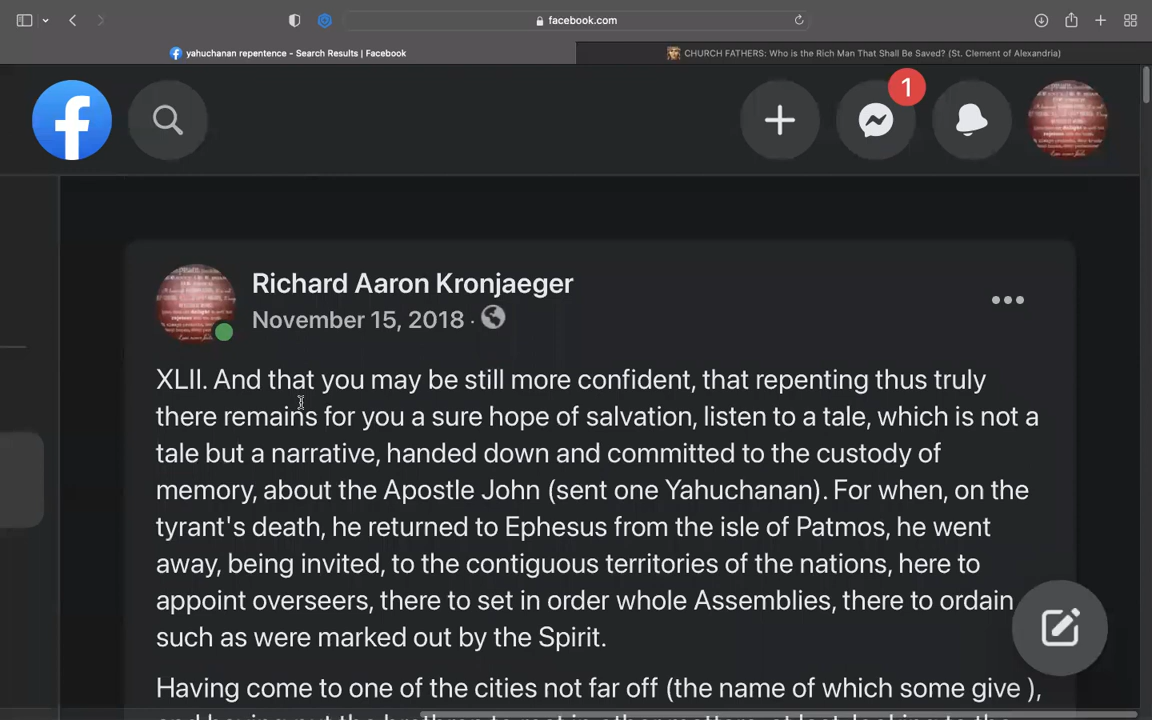 facebook.com
yahuchanan repentence - Search Results | Facebook
CHURCH FATHERS: Who is the Rich Man That Shall Be Saved? (St. Clement of Alexandria)
1
Richard Aaron Kronjaeger
November 15, 2018 ·
XLII. And that you may be still more confident, that repenting thus truly
there remains for you a sure hope of salvation, listen to a tale, which is not a
tale but a narrative, handed down and committed to the custody of
memory, about the Apostle John (sent one Yahuchanan). For when, on the
tyrant's death, he returned to Ephesus from the isle of Patmos, he went
away, being invited, to the contiguous territories of the nations, here to
appoint overseers, there to set in order whole Assemblies, there to ordain
such as were marked out by the Spirit.
Having come to one of the cities not far off (the name of which some give ),